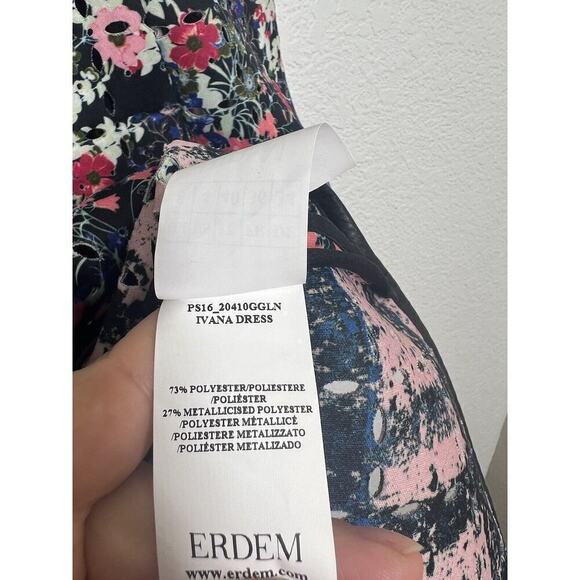 PS16_20410GGLN
IVANA DRESS
73% POLYESTER/POLIESTERE
/POLIÉSTER
27% METALLICISED POLYESTER
/POLYESTER MÉTALLICÉ
/POLIESTERE METALIZZATO
/POLIÉSTER METALIZADO
ERDEM
www.erdem.com